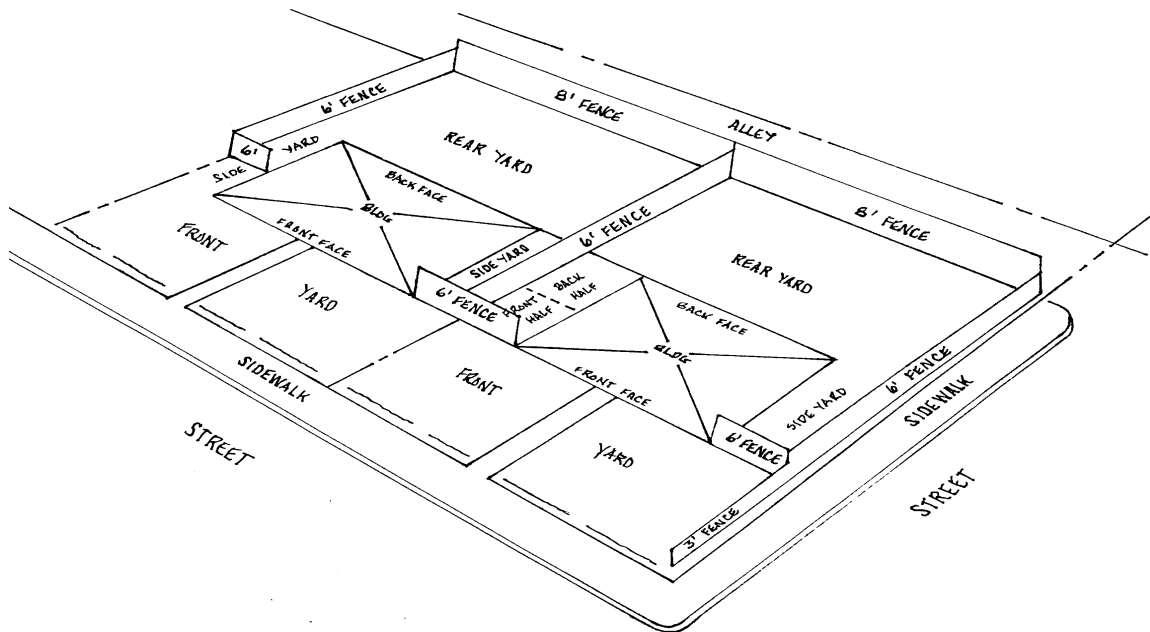 6' FENCE
8' FENCE
ALLEY
6'
SIDE YARD
REAR YARD
BACK FACE
BLDG
FRONT FACE
FRONT YARD
SIDE YARD
6' FENCE
6' FENCE
FRONT HALF
BACK HALF
REAR YARD
8' FENCE
BACK FACE
BLDG
FRONT FACE
SIDE YARD
6' FENCE
6' FENCE
FRONT YARD
3' FENCE
SIDEWALK
SIDEWALK
STREET
STREET